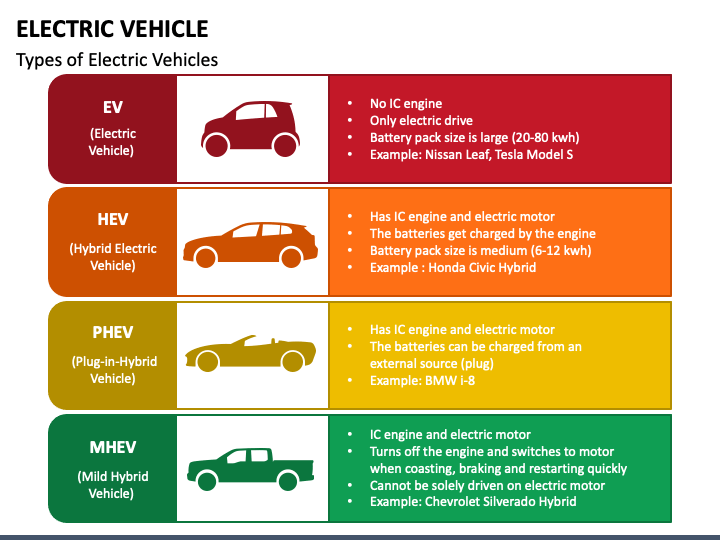 ELECTRIC VEHICLE
Types of Electric Vehicles
EV
(Electric
Vehicle)
• No IC engine
• Only electric drive
• Battery pack size is large (20-80 kwh)
• Example: Nissan Leaf, Tesla Model S
HEV
(Hybrid Electric
Vehicle)
• Has IC engine and electric motor
• The batteries get charged by the engine
• Battery pack size is medium (6-12 kwh)
• Example : Honda Civic Hybrid
PHEV
(Plug-in-Hybrid
Vehicle)
• Has IC engine and electric motor
• The batteries can be charged from an
external source (plug)
• Example: BMW i-8
MHEV
(Mild Hybrid
Vehicle)
• IC engine and electric motor
• Turns off the engine and switches to motor
when coasting, braking and restarting quickly
• Cannot be solely driven on electric motor
• Example: Chevrolet Silverado Hybrid